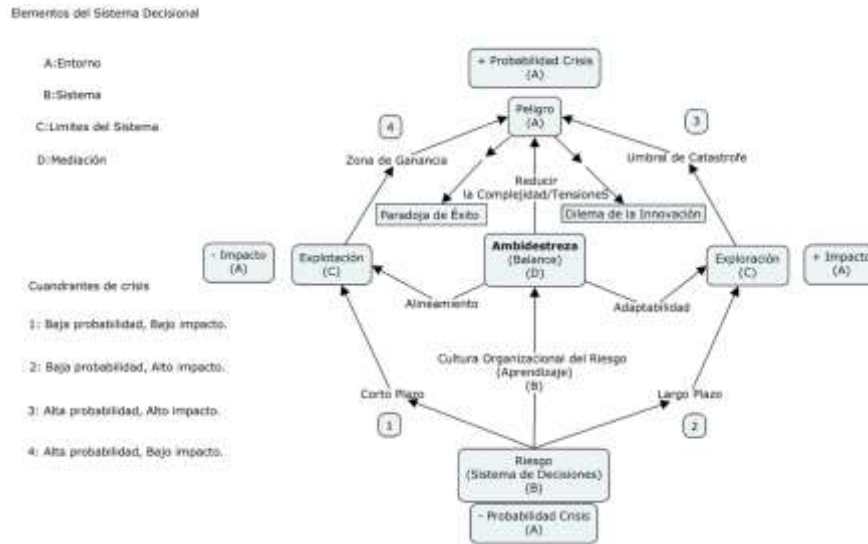 Elementos del Sistema Decisional
A:Entorno
B:Sistema
C:Limites del Sistema
D:Mediación
+ Probabilidad Crisis
(A)
Peligro
(A)
4
3
Zona de Ganancia
Umbral de Catastrofe
Reducir
la Complejidad/Tensiones
Paradoja de Éxito
Dilema de la Innovación
- Impacto
(A)
Explotación
(C)
Ambidestreza
(Balance)
(D)
Exploración
(C)
+ Impacto
(A)
Alineamiento
Adaptabilidad
Cuandrantes de crisis
1: Baja probabilidad, Bajo impacto.
2: Baja probabilidad, Alto impacto.
3: Alta probabilidad, Alto impacto.
4: Alta probabilidad, Bajo impacto.
Cultura Organizacional del Riesgo
(Aprendizaje)
(B)
Corto Plazo
Largo Plazo
1
2
Riesgo
(Sistema de Decisiones)
(B)
- Probabilidad Crisis
(A)